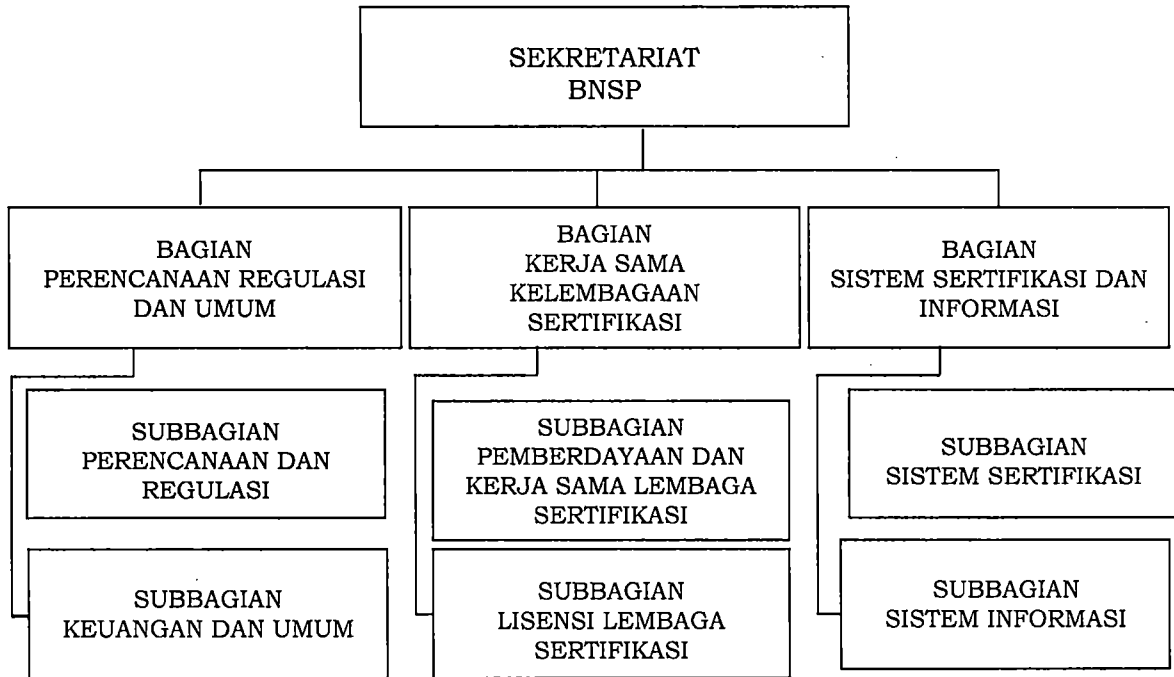 SEKRETARIAT
BNSP
BAGIAN
PERENCANAAN REGULASI
DAN UMUM
BAGIAN
KERJA SAMA
KELEMBAGAAN
SERTIFIKASI
BAGIAN
SISTEM SERTIFIKASI DAN
INFORMASI
SUBBAGIAN
PERENCANAAN DAN
REGULASI
SUBBAGIAN
PEMBERDAYAAN DAN
KERJA SAMA LEMBAGA
SERTIFIKASI
SUBBAGIAN
SISTEM SERTIFIKASI
SUBBAGIAN
KEUANGAN DAN UMUM
SUBBAGIAN
LISENSI LEMBAGA
SERTIFIKASI
SUBBAGIAN
SISTEM INFORMASI